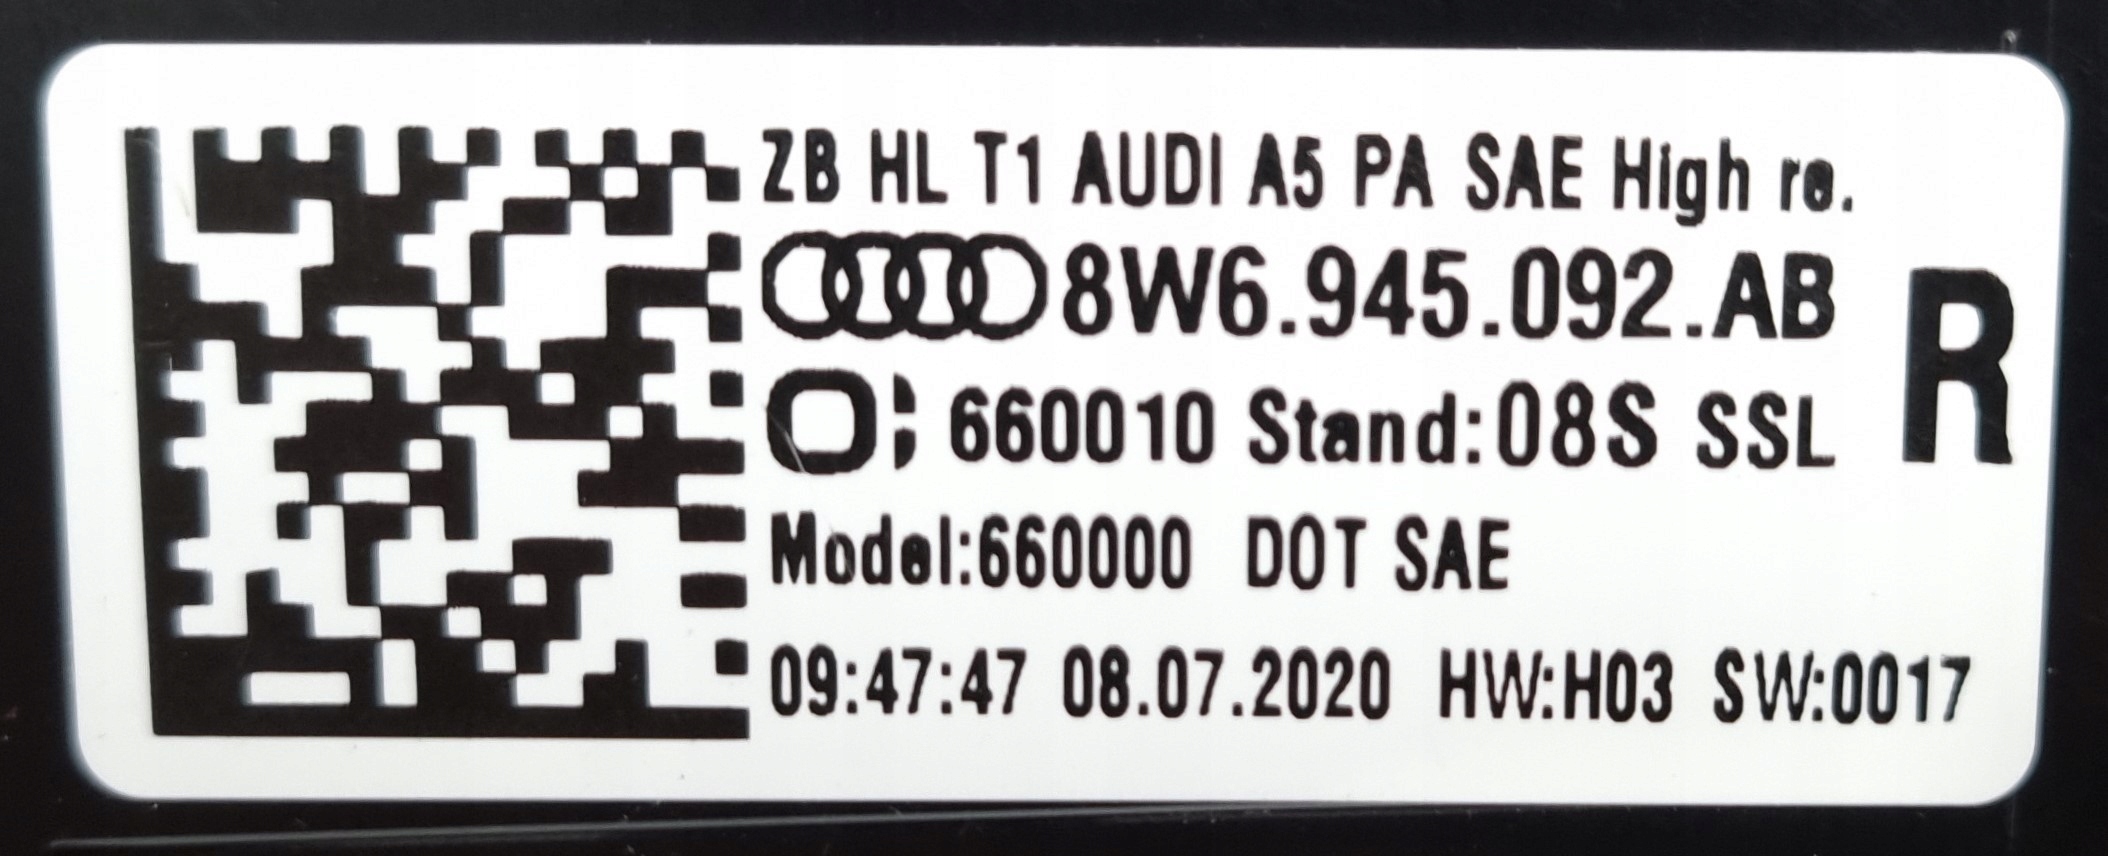 ZB HL T1 AUDI A5 PA SAE High re.
8W6.945.092.AB
R
660010 Stand:08S SSL
Model:660000 DOT SAE
09:47:47 08.07.2020 HW:H03 SW:0017